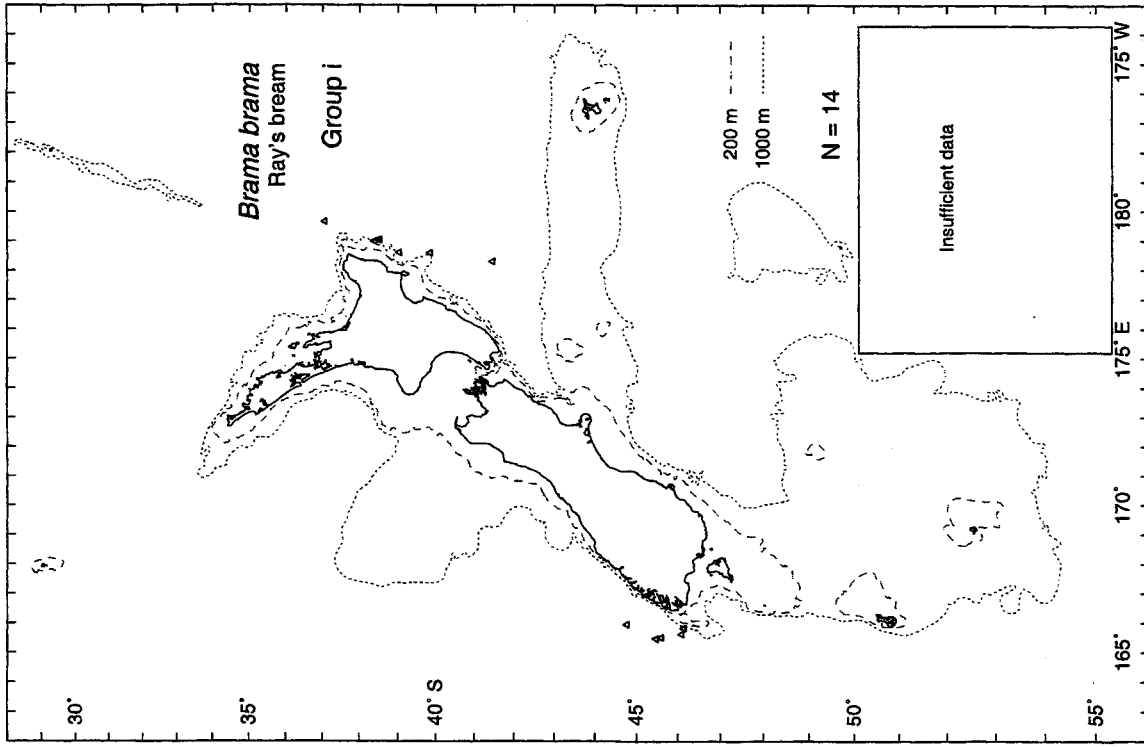 Brama brama
Ray's bream
Group i
200 m
1000 m
N = 14
Insufficient data
30°
35°
40° S
45°
50°
55°
165°
170°
175° E
180°
175° W